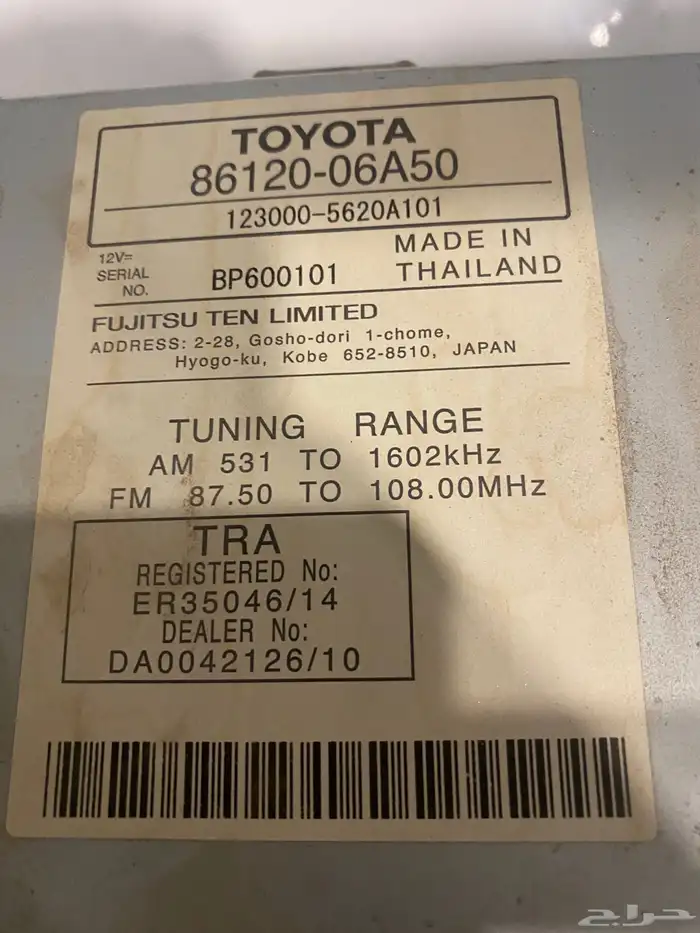 TOYOTA
86120-06A50
123000-5620A101
12V=
SERIAL NO. BP600101
MADE IN THAILAND
FUJITSU TEN LIMITED
ADDRESS: 2-28, Gosho-dori 1-chome,
Hyogo-ku, Kobe 652-8510, JAPAN
TUNING RANGE
AM 531 TO 1602kHz
FM 87.50 TO 108.00MHz
TRA
REGISTERED No:
ER35046/14
DEALER No:
DA0042126/10
حراج